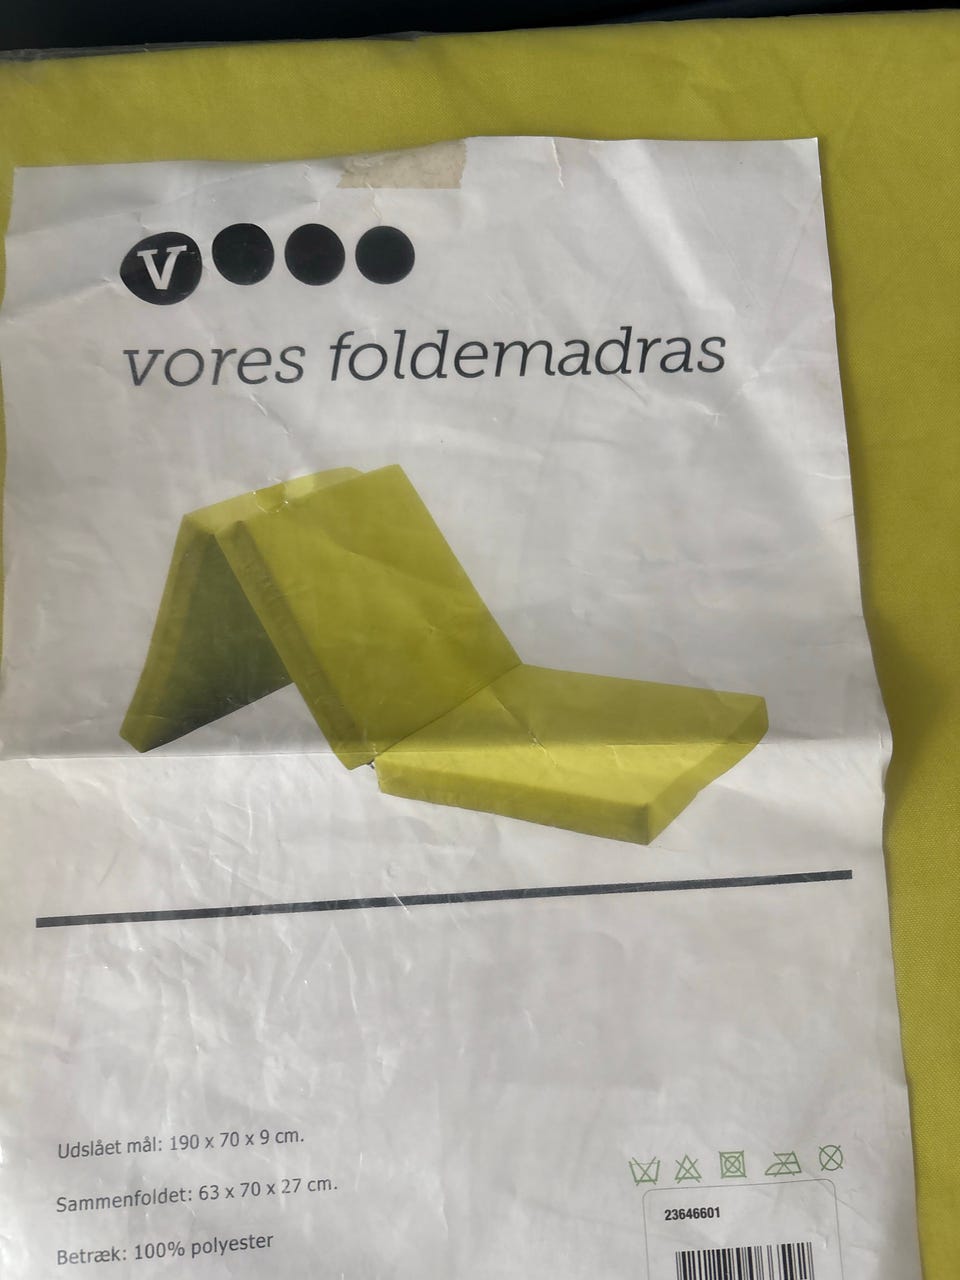 v
vores foldemadras
Udslået mål: 190 x 70 x 9 cm.
Sammenfoldet: 63 x 70 x 27 cm.
Betræk: 100% polyester
23646601